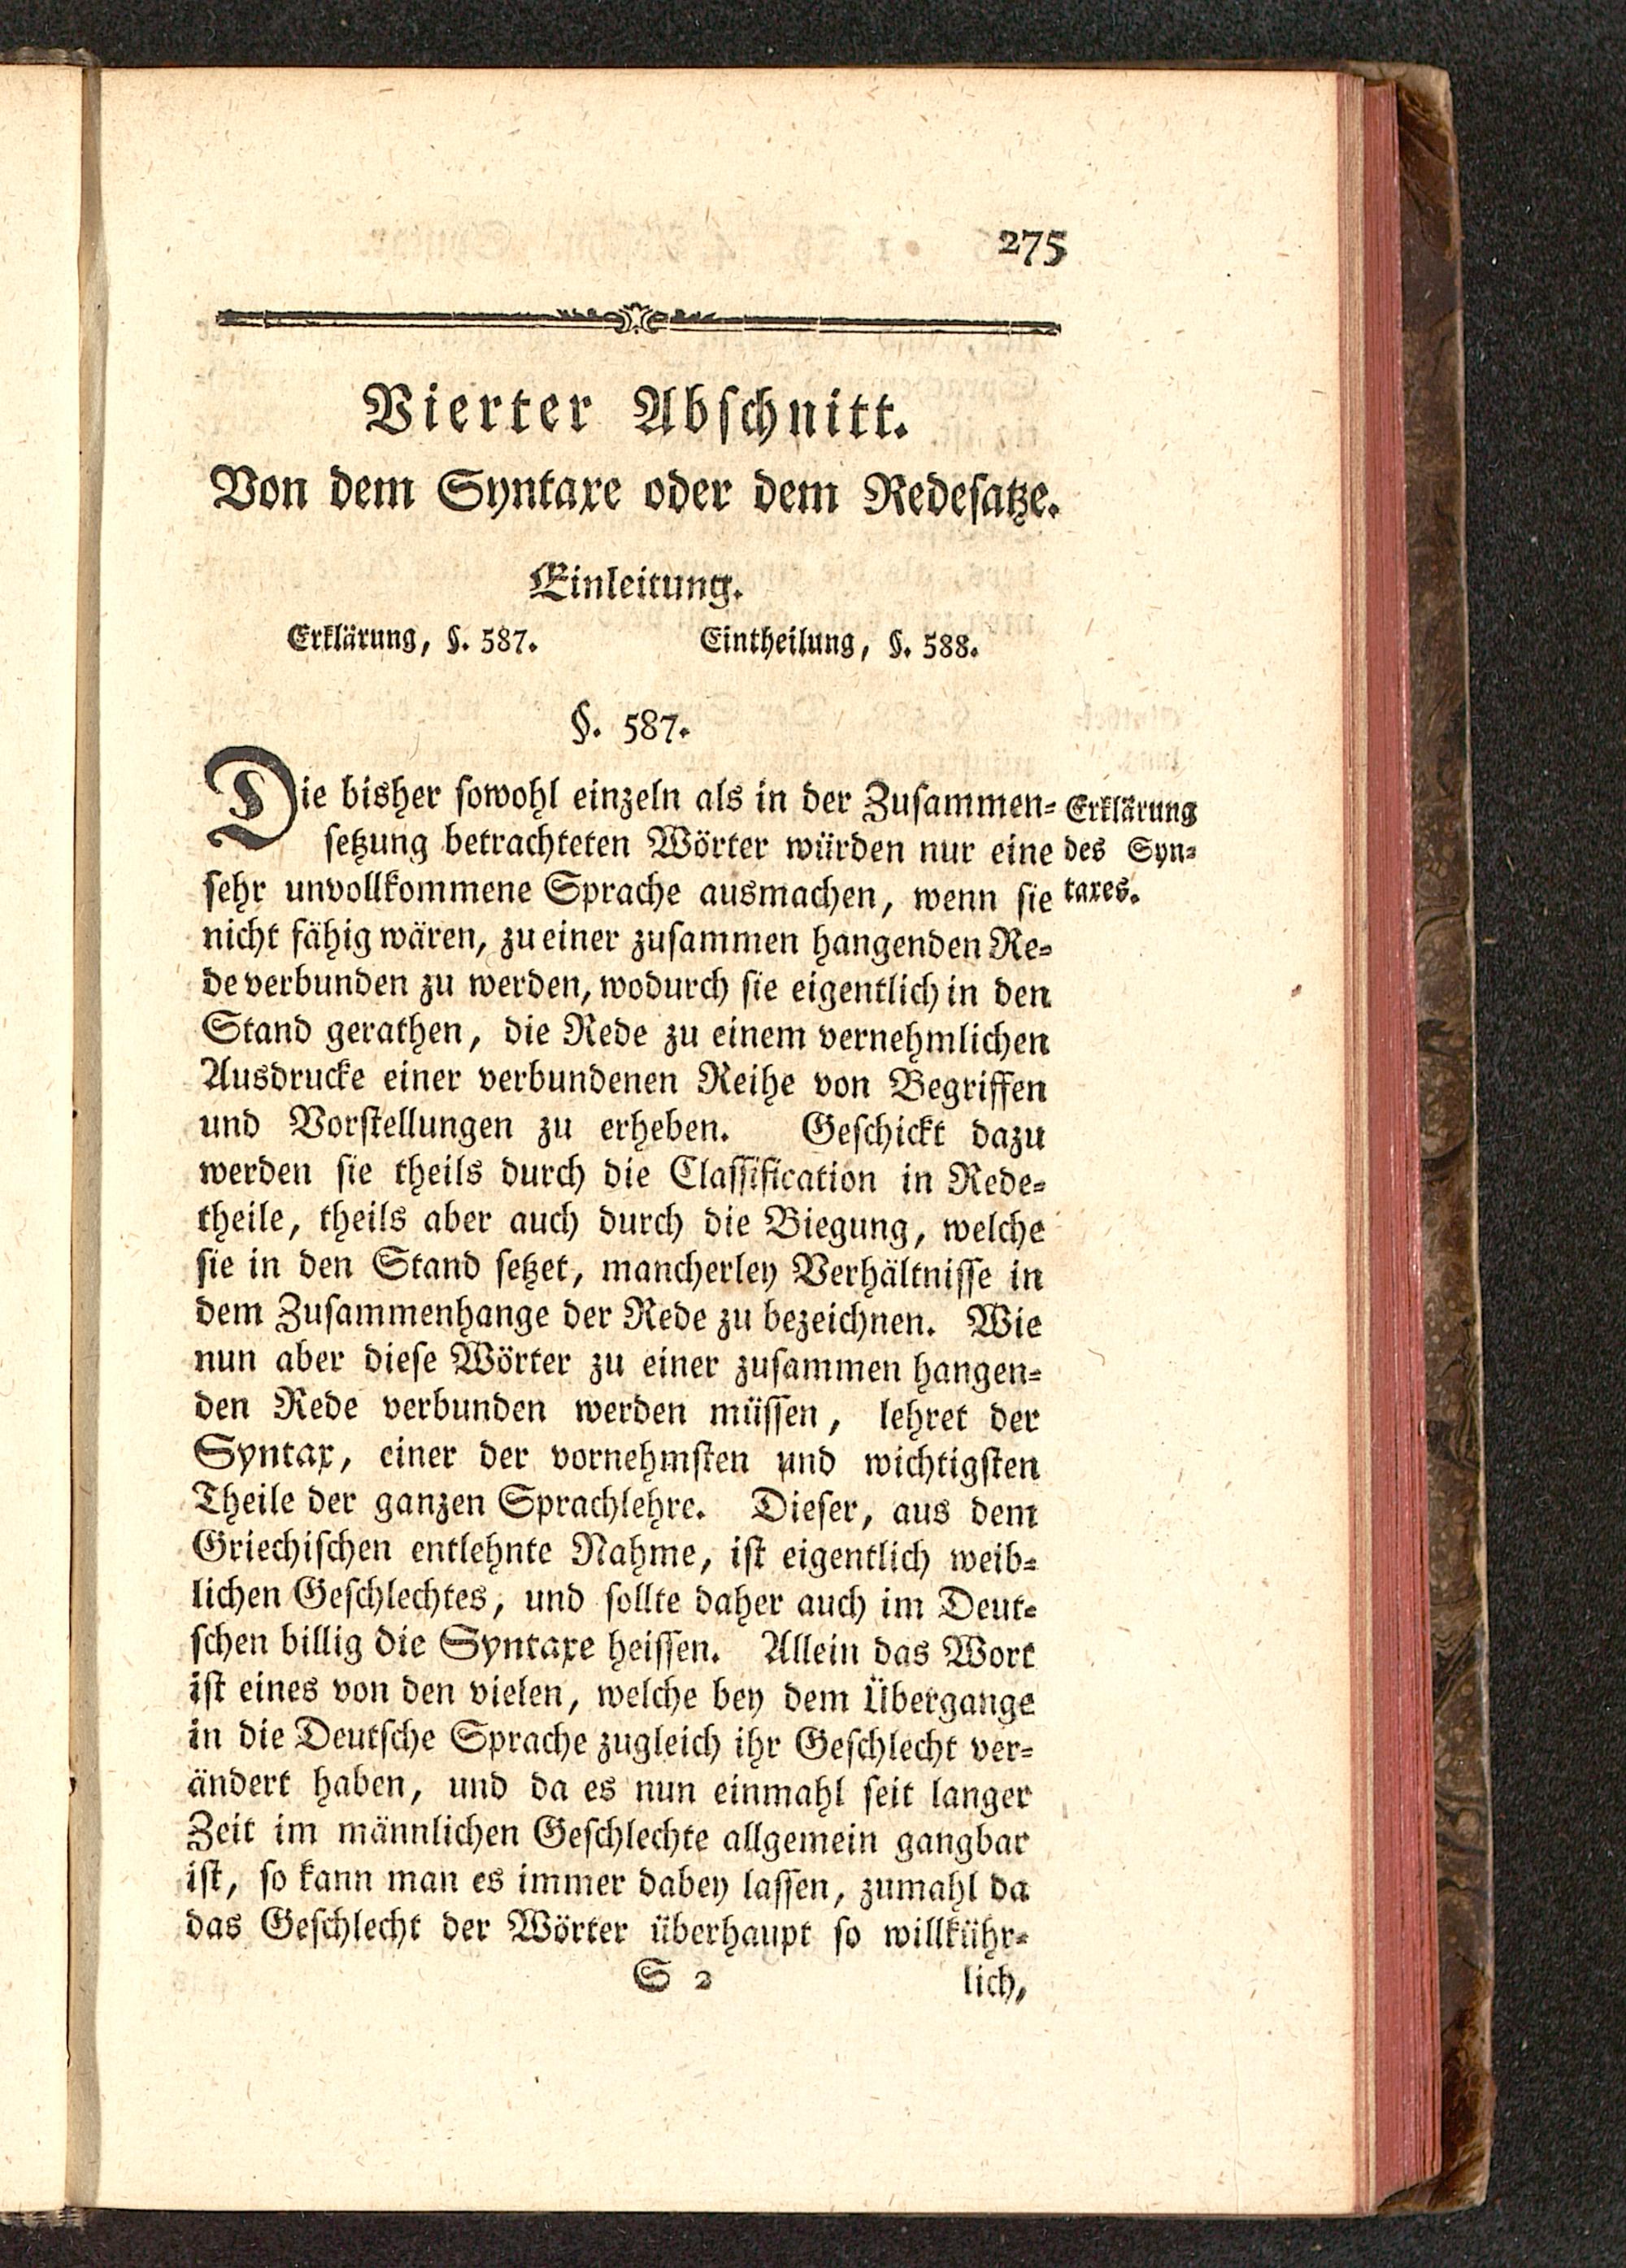 275
Vierter Abschnitt.
Von dem Syntaxe oder dem Redesatze.
Einleitung.
Erklärung, §. 587. Eintheilung, §. 588.
§. 587.
Die bisher sowohl einzeln als in der Zusammen-
setzung betrachteten Wörter würden nur eine
sehr unvollkommene Sprache ausmachen, wenn sie
nicht fähig wären, zu einer zusammen hangenden Re-
de verbunden zu werden, wodurch sie eigentlich in den
Stand gerathen, die Rede zu einem vernehmlichen
Ausdrucke einer verbundenen Reihe von Begriffen
und Vorstellungen zu erheben. Geschickt dazu
werden sie theils durch die Classification in Rede-
theile, theils aber auch durch die Biegung, welche
sie in den Stand setzet, mancherley Verhältnisse in
dem Zusammenhange der Rede zu bezeichnen. Wie
nun aber diese Wörter zu einer zusammen hangen-
den Rede verbunden werden müssen, lehret der
Syntax, einer der vornehmsten und wichtigsten
Theile der ganzen Sprachlehre. Dieser, aus dem
Griechischen entlehnte Nahme, ist eigentlich weib-
lichen Geschlechtes, und sollte daher auch im Deut-
schen billig die Syntaxe heissen. Allein das Wort
ist eines von den vielen, welche bey dem Übergange
in die Deutsche Sprache zugleich ihr Geschlecht ver-
ändert haben, und da es nun einmahl seit langer
Zeit im männlichen Geschlechte allgemein gangbar
ist, so kann man es immer dabey lassen, zumahl da
das Geschlecht der Wörter überhaupt so willkühr-
S 2 lich,
Erklärung
des Syn-
taxes.